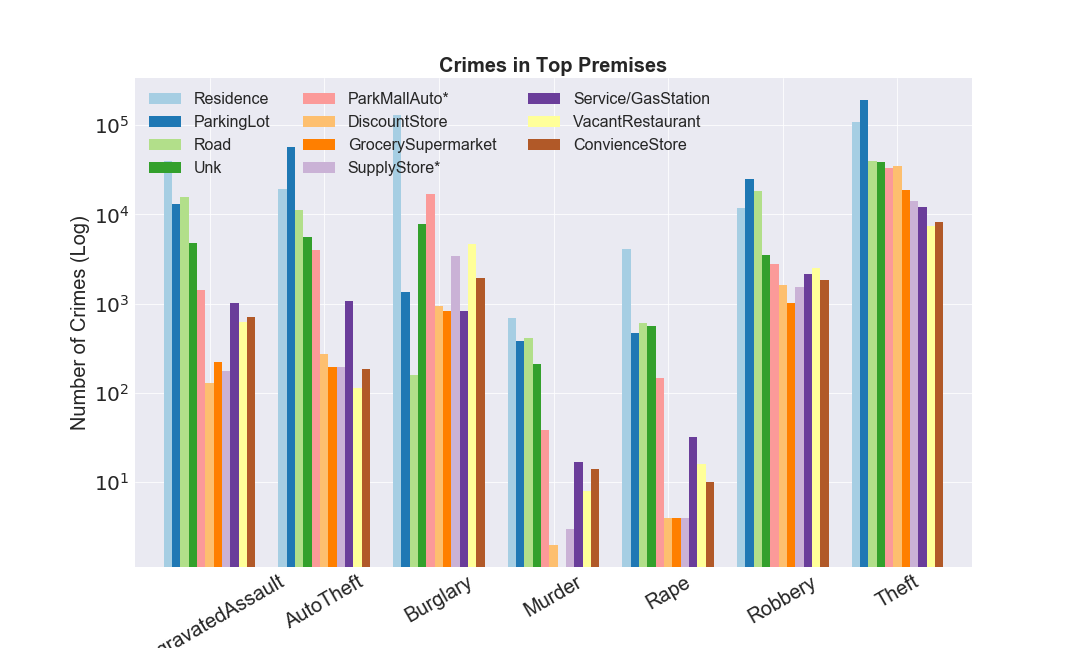 Crimes in Top Premises
Residence
ParkingLot
Road
Unk
ParkMallAuto*
DiscountStore
GrocerySupermarket
SupplyStore*
Service/GasStation
VacantRestaurant
ConvienceStore
Number of Crimes (Log)
10^5
10^4
10^3
10^2
10^1
gravatedAssault
AutoTheft
Burglary
Murder
Rape
Robbery
Theft